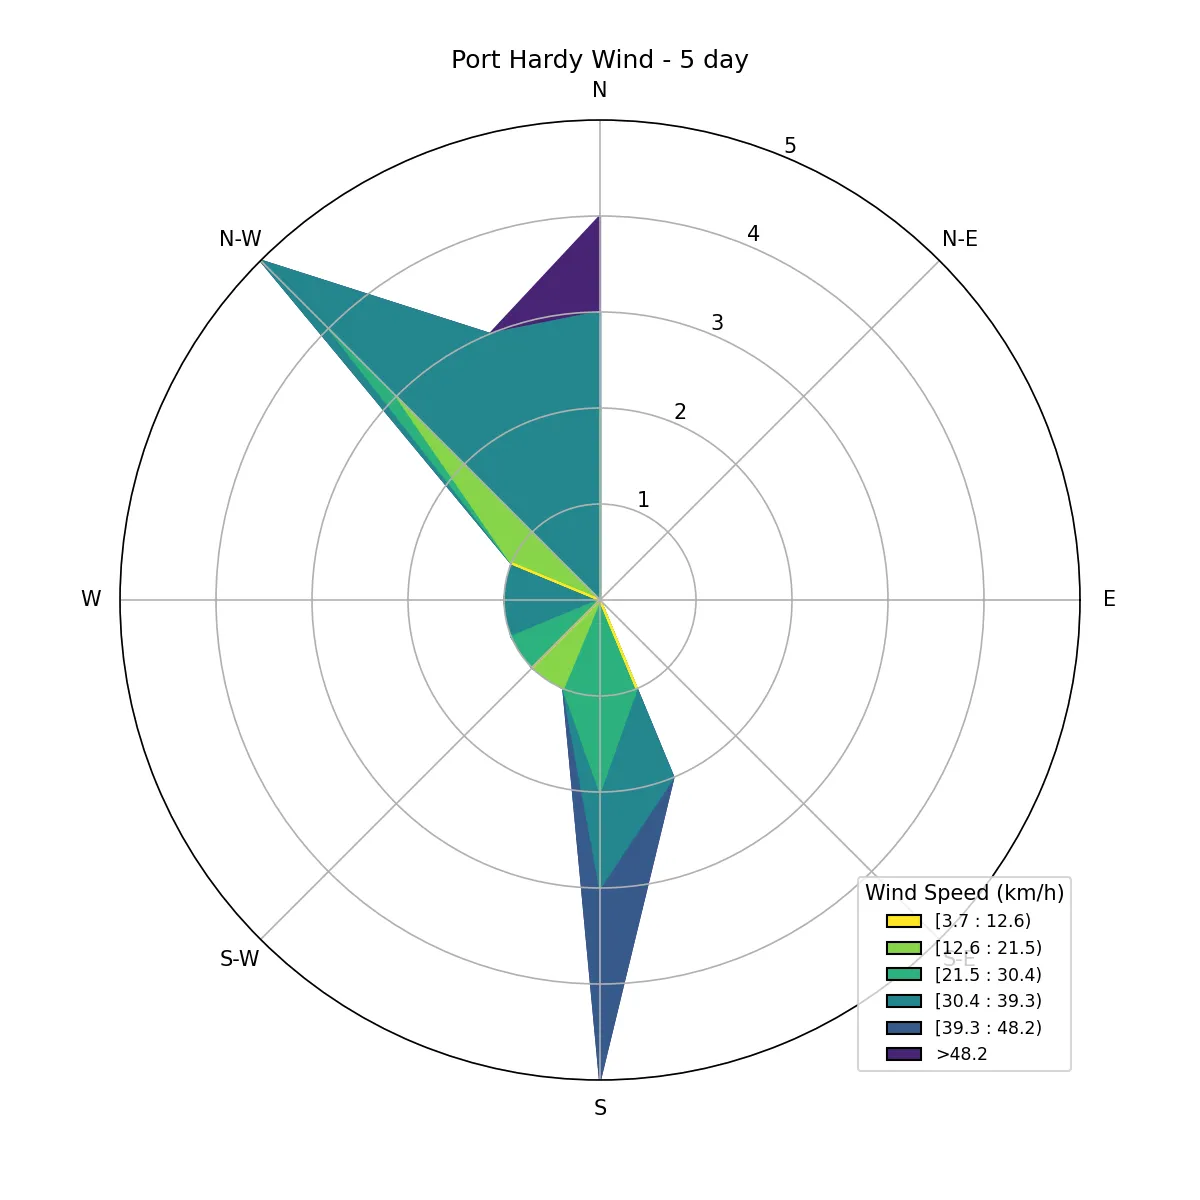 Port Hardy Wind - 5 day
N
5
N-W
4
N-E
3
2
1
W
E
Wind Speed (km/h)
[3.7 : 12.6)
[12.6 : 21.5)
[21.5 : 30.4)
[30.4 : 39.3)
[39.3 : 48.2)
>48.2
S-W
S-E
S